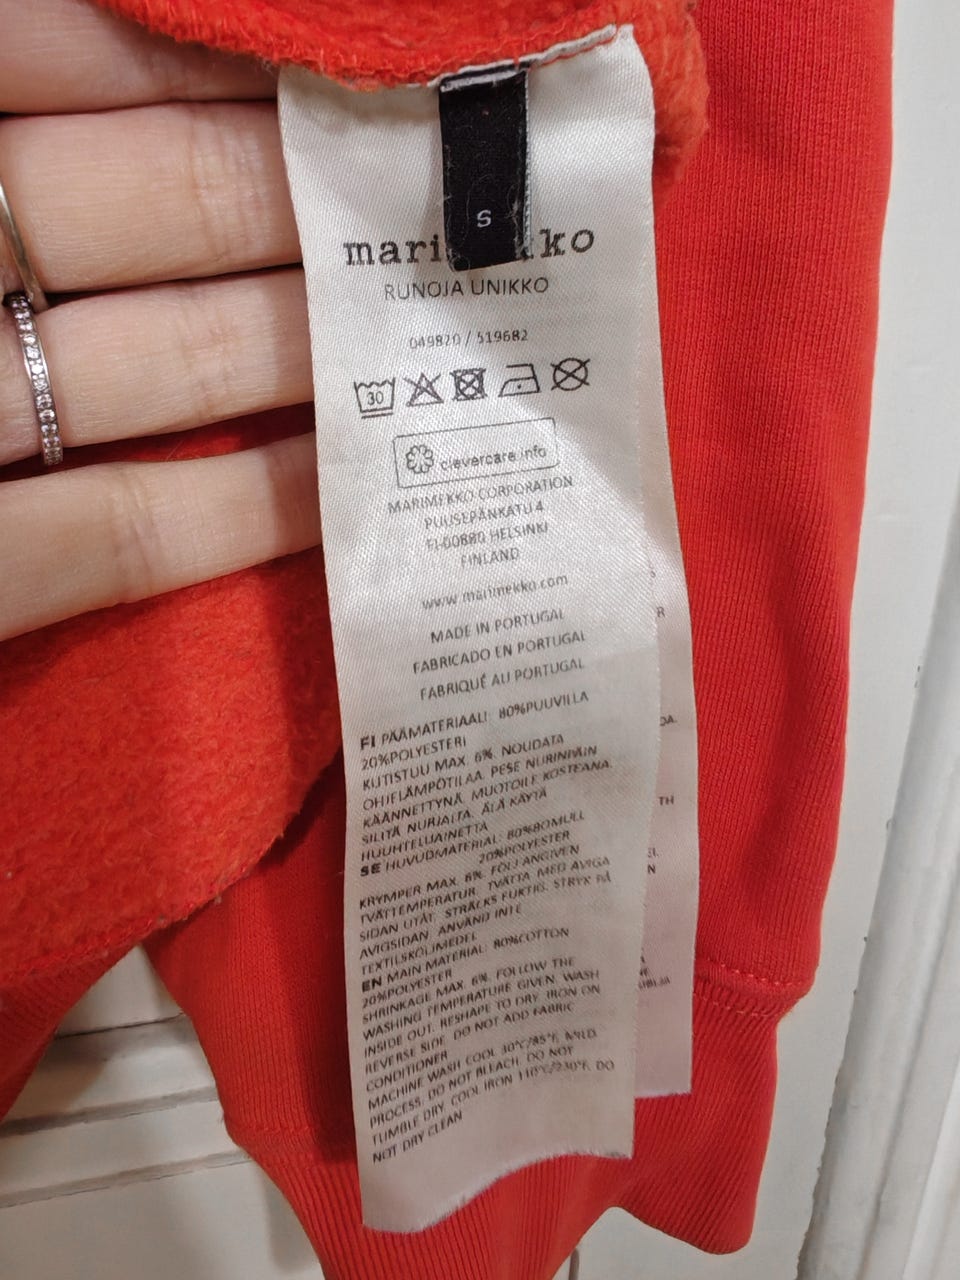 S
mari kko
RUNOJA UNIKKO
049820 / 519682
30
clevercare.info
MARIMEKKO CORPORATION
PUUSEPÄNKATU 4
FI-00880 HELSINKI
FINLAND
www.marimekko.com
MADE IN PORTUGAL
FABRICADO EN PORTUGAL
FABRIQUÉ AU PORTUGAL
FI PÄÄMATERIAALI: 80%PUUVILLA
20%POLYESTERI
KUTISTUU MAX. 6%. NOUDATA
OHJELÄMPÖTILAA. PESE NURINPÄIN
KÄÄNNETTYNÄ. MUOTOILE KOSTEANA.
SILITÄ NURJALTA. ÄLÄ KÄYTÄ
HUUHTELUAINETTA
SE HUVUDMATERIAL: 80%BOMULL
20%POLYESTER
KRYMPER MAX. 6%. FÖLJ ANGIVEN
TVÄTTEMPERATUR. TVÄTTA MED AVIGA
SIDAN UTÅT. STRÄCKS FUKTIG. STRYK PÅ
AVIGSIDAN. ANVÄND INTE
TEXTILSKÖLJMEDEL
EN MAIN MATERIAL: 80%COTTON
20%POLYESTER
SHRINKAGE MAX. 6%. FOLLOW THE
WASHING TEMPERATURE GIVEN. WASH
INSIDE OUT. RESHAPE TO DRY. IRON ON
REVERSE SIDE. DO NOT ADD FABRIC
CONDITIONER
MACHINE WASH COOL 30°C/85°F, MILD
PROCESS. DO NOT BLEACH. DO NOT
TUMBLE DRY. COOL IRON 110°C/230°F. DO
NOT DRY CLEAN
S
R
DA.
TH
N